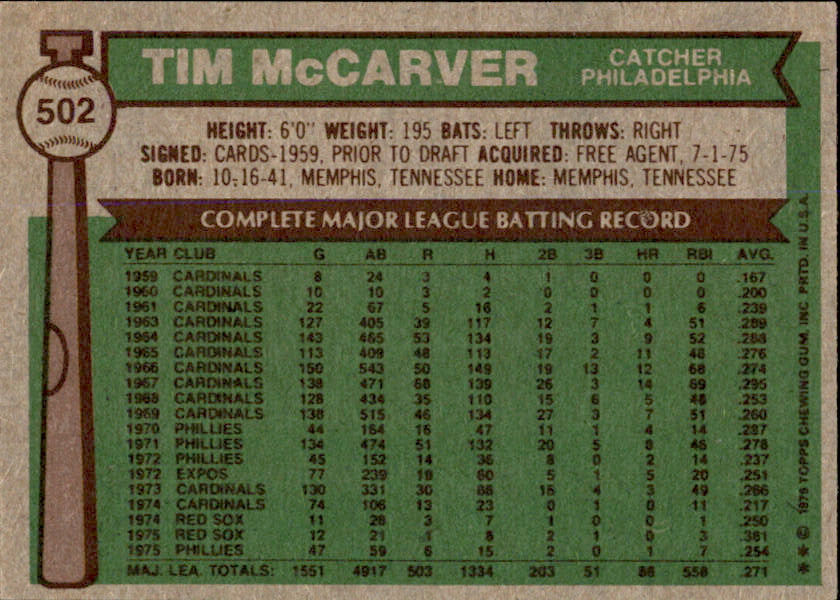 502
TIM McCARVER
CATCHER
PHILADELPHIA
HEIGHT: 6'0" WEIGHT: 195 BATS: LEFT THROWS: RIGHT
SIGNED: CARDS-1959, PRIOR TO DRAFT ACQUIRED: FREE AGENT, 7-1-75
BORN: 10-16-41, MEMPHIS, TENNESSEE HOME: MEMPHIS, TENNESSEE
COMPLETE MAJOR LEAGUE BATTING RECORD
YEAR CLUB G AB R H 2B 3B HR RBI AVG.
1959 CARDINALS 8 24 3 4 1 0 0 0 .167
1960 CARDINALS 10 10 3 2 0 0 0 0 .200
1961 CARDINALS 22 67 5 16 2 1 1 6 .239
1963 CARDINALS 127 405 39 117 12 7 4 51 .289
1964 CARDINALS 143 465 53 134 19 3 9 52 .288
1965 CARDINALS 113 409 48 113 17 2 11 48 .276
1966 CARDINALS 150 543 50 149 19 13 12 68 .274
1967 CARDINALS 138 471 68 139 26 3 14 69 .295
1968 CARDINALS 128 434 35 110 15 6 5 48 .253
1969 CARDINALS 138 515 46 134 27 3 7 51 .260
1970 PHILLIES 44 164 16 47 11 1 4 14 .287
1971 PHILLIES 134 474 51 132 20 5 8 46 .278
1972 PHILLIES 45 152 14 36 8 0 2 14 .237
1972 EXPOS 77 239 19 60 5 1 5 20 .251
1973 CARDINALS 130 331 30 88 16 4 3 49 .266
1974 CARDINALS 74 106 13 23 0 1 0 11 .217
1974 RED SOX 11 28 3 7 1 0 0 1 .250
1975 RED SOX 12 21 1 8 2 1 0 3 .381
1975 PHILLIES 47 59 6 15 2 0 1 7 .254
MAJ. LEA. TOTALS: 1551 4917 503 1334 203 51 86 558 .271
* * © 1976 TOPPS CHEWING GUM, INC. PRTD. IN U.S.A.